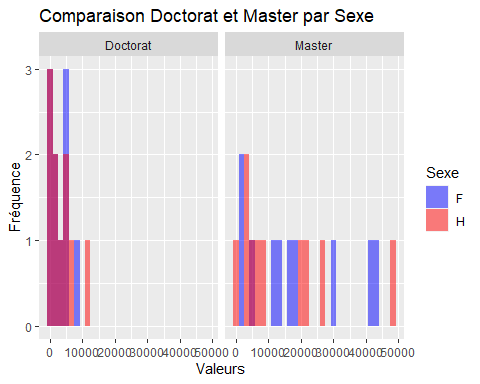 Comparaison Doctorat et Master par Sexe
Doctorat Master
3
2
1
0
Fréquence
0 10000 20000 30000 40000 50000 0 10000 20000 30000 40000 50000
Valeurs
Sexe
F
H